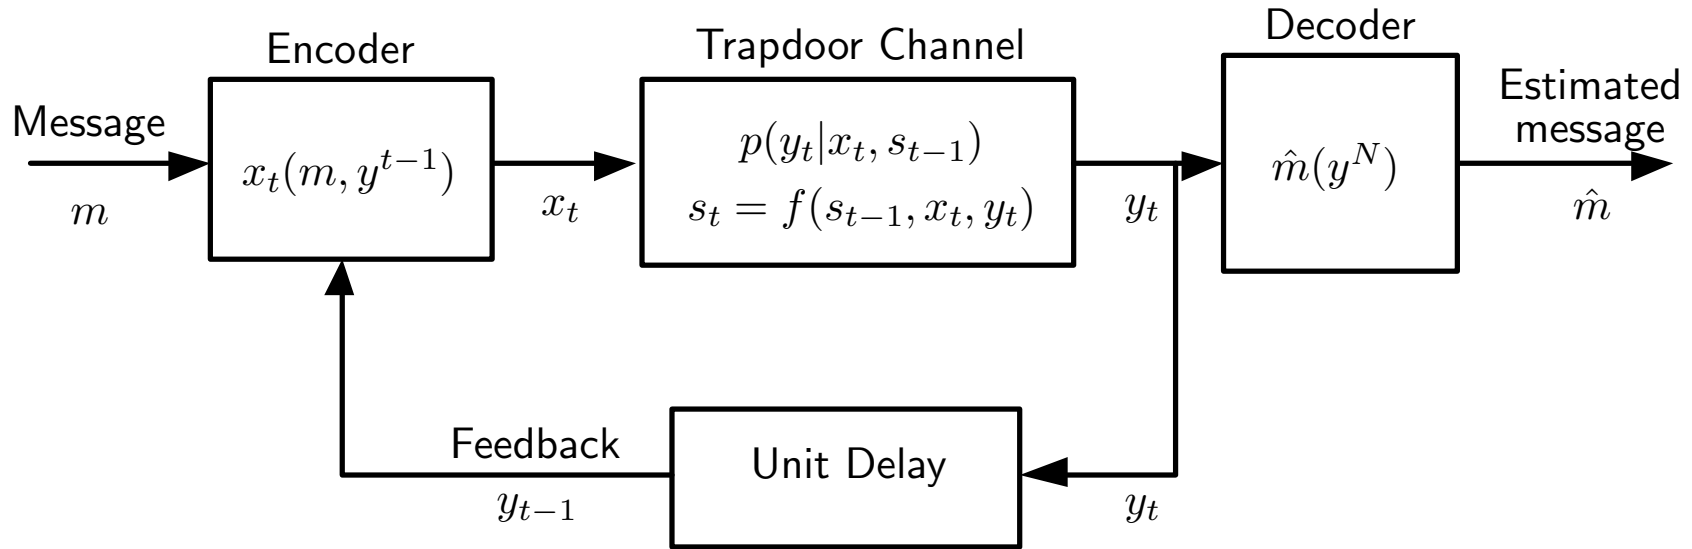 Encoder
Trapdoor Channel
Decoder
Message
m
x_t(m, y^{t-1})
x_t
p(y_t|x_t, s_{t-1})
s_t = f(s_{t-1}, x_t, y_t)
y_t
m̂(y^N)
Estimated
message
m̂
Feedback
y_{t-1}
Unit Delay
y_t